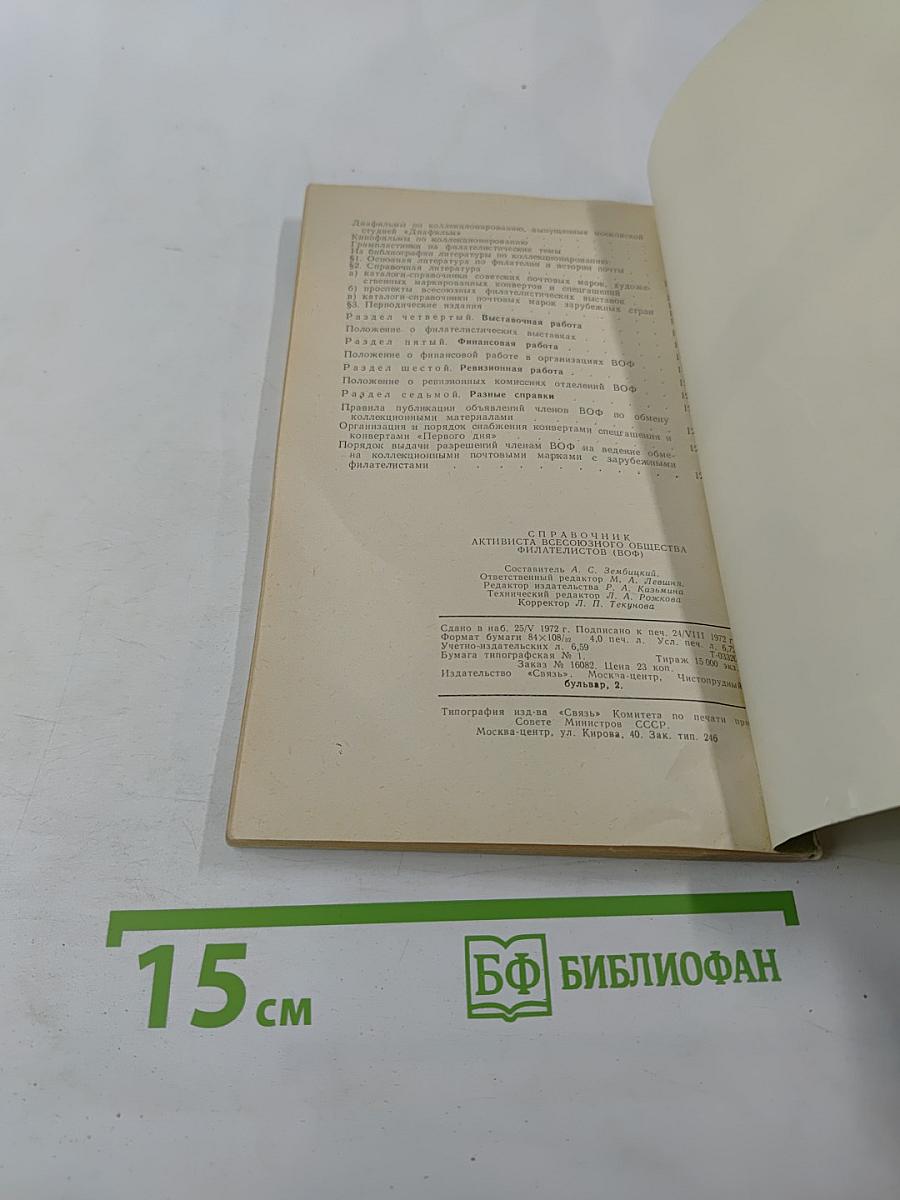 Диафильмы по коллекционированию, выпущенные московской
студией «Диафильм»
Кинофильмы по коллекционированию
Грампластинки на филателистические темы
На библиографии литературы по коллекционированию:
§1. Основная литература по филателии и истории почты
§2. Справочная литература
а) каталоги-справочники советских почтовых марок, художе-
ственных маркированных конвертов и спецгашений
б) проспекты всесоюзных филателистических выставок
в) каталоги-справочники почтовых марок зарубежных стран
§3. Периодические издания
Раздел четвертый. Выставочная работа
Положение о филателистических выставках
Раздел пятый. Финансовая работа
Положение о финансовой работе в организациях ВОФ
Раздел шестой. Ревизионная работа
Положение о ревизионных комиссиях отделений ВОФ
Раздел седьмой. Разные справки
Правила публикации объявлений членов ВОФ по обмену
коллекционными материалами
Организация и порядок снабжения конвертами спецгашения и
конвертами «Первого дня»
Порядок выдачи разрешений членам ВОФ на ведение обме-
на коллекционными почтовыми марками с зарубежными
филателистами
СПРАВОЧНИК
АКТИВИСТА ВСЕСОЮЗНОГО ОБЩЕСТВА
ФИЛАТЕЛИСТОВ (ВОФ)
Составитель А. С. Зембицкий.
Ответственный редактор М. А. Левшия.
Редактор издательства Р. А. Казьмина
Технический редактор Л. А. Рожкова
Корректор Л. П. Текунова
Сдано в наб. 25/V 1972 г. Подписано к печ. 24/VIII 1972 г.
Формат бумаги 84×108/32 4,0 печ. л. Усл. печ. л. 6,72
Учетно-издательских л. 6,59 Т-03320
Бумага типографская № 1. Тираж 15 000 экз.
Заказ № 16082. Цена 23 коп.
Издательство «Связь». Москва-центр, Чистопрудный
бульвар, 2.
Типография изд-ва «Связь» Комитета по печати при
Совете Министров СССР.
Москва-центр, ул. Кирова, 40. Зак. тип. 246
15 см
БФ БИБЛИОФАН